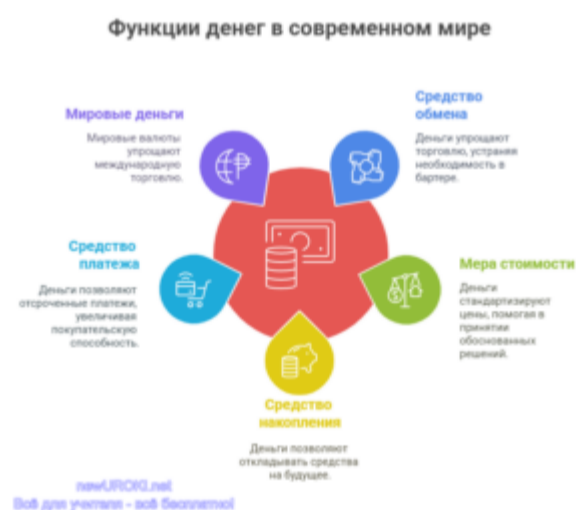 Функции денег в современном мире
Мировые деньги
Мировые валюты
упрощают
международную
торговлю.
Средство
обмена
Деньги упрощают
торговлю, устраняя
необходимость в
бартере.
Средство
платежа
Деньги позволяют
отсроченные платежи,
увеличивая
покупательскую
способность.
Мера стоимости
Деньги
стандартизируют
цены, помогая в
принятии
обоснованных
решений.
Средство
накопления
Деньги позволяют
откладывать средства
на будущее.
newUROKI.net
Всё для учителя - всё бесплатно!